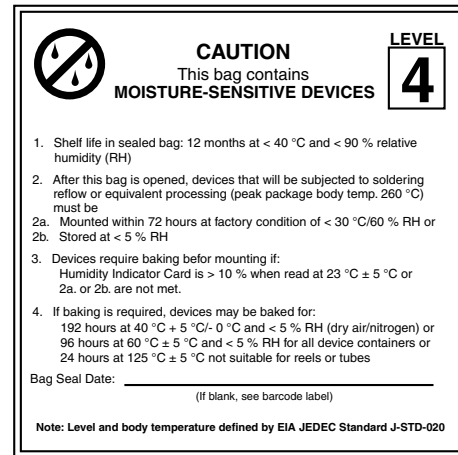 LEVEL
CAUTION
This bag contains
MOISTURE-SENSITIVE DEVICES
4
1. Shelf life in sealed bag: 12 months at < 40 °C and < 90 % relative
humidity (RH)
2. After this bag is opened, devices that will be subjected to soldering
reflow or equivalent processing (peak package body temp. 260 °C)
must be
2a. Mounted within 72 hours at factory condition of < 30 °C/60 % RH or
2b. Stored at < 5 % RH
3. Devices require baking befor mounting if:
Humidity Indicator Card is > 10 % when read at 23 °C ± 5 °C or
2a. or 2b. are not met.
4. If baking is required, devices may be baked for:
192 hours at 40 °C + 5 °C/- 0 °C and < 5 % RH (dry air/nitrogen) or
96 hours at 60 °C ± 5 °C and < 5 % RH for all device containers or
24 hours at 125 °C ± 5 °C not suitable for reels or tubes
Bag Seal Date:
(If blank, see barcode label)
Note: Level and body temperature defined by EIA JEDEC Standard J-STD-020